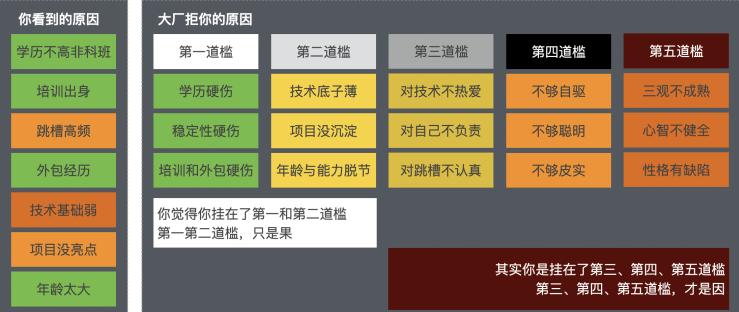 你看到的原因
学历不高非科班
培训出身
跳槽高频
外包经历
技术基础弱
项目没亮点
年龄太大
大厂拒你的原因
第一道槛
第二道槛
第三道槛
第四道槛
第五道槛
学历硬伤
技术底子薄
对技术不热爱
不够自驱
三观不成熟
稳定性硬伤
项目没沉淀
对自己不负责
不够聪明
心智不健全
培训和外包硬伤
年龄与能力脱节
对跳槽不认真
不够皮实
性格有缺陷
你觉得你挂在了第一和第二道槛
第一第二道槛，只是果
其实你是挂在了第三、第四、第五道槛
第三、第四、第五道槛，才是因